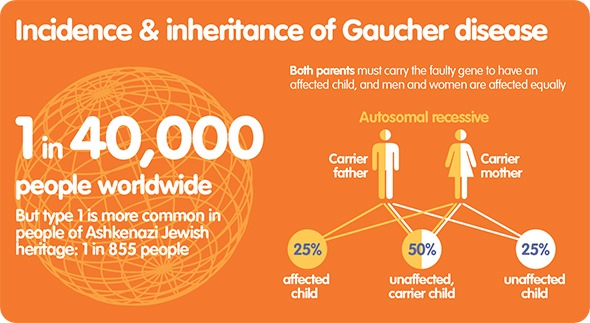 Incidence & inheritance of Gaucher disease
1 in 40,000
people worldwide
But type 1 is more common in
people of Ashkenazi Jewish
heritage: 1 in 855 people
Both parents must carry the faulty gene to have an
affected child, and men and women are affected equally
Autosomal recessive
Carrier
father
Carrier
mother
25%
affected
child
50%
unaffected,
carrier child
25%
unaffected
child